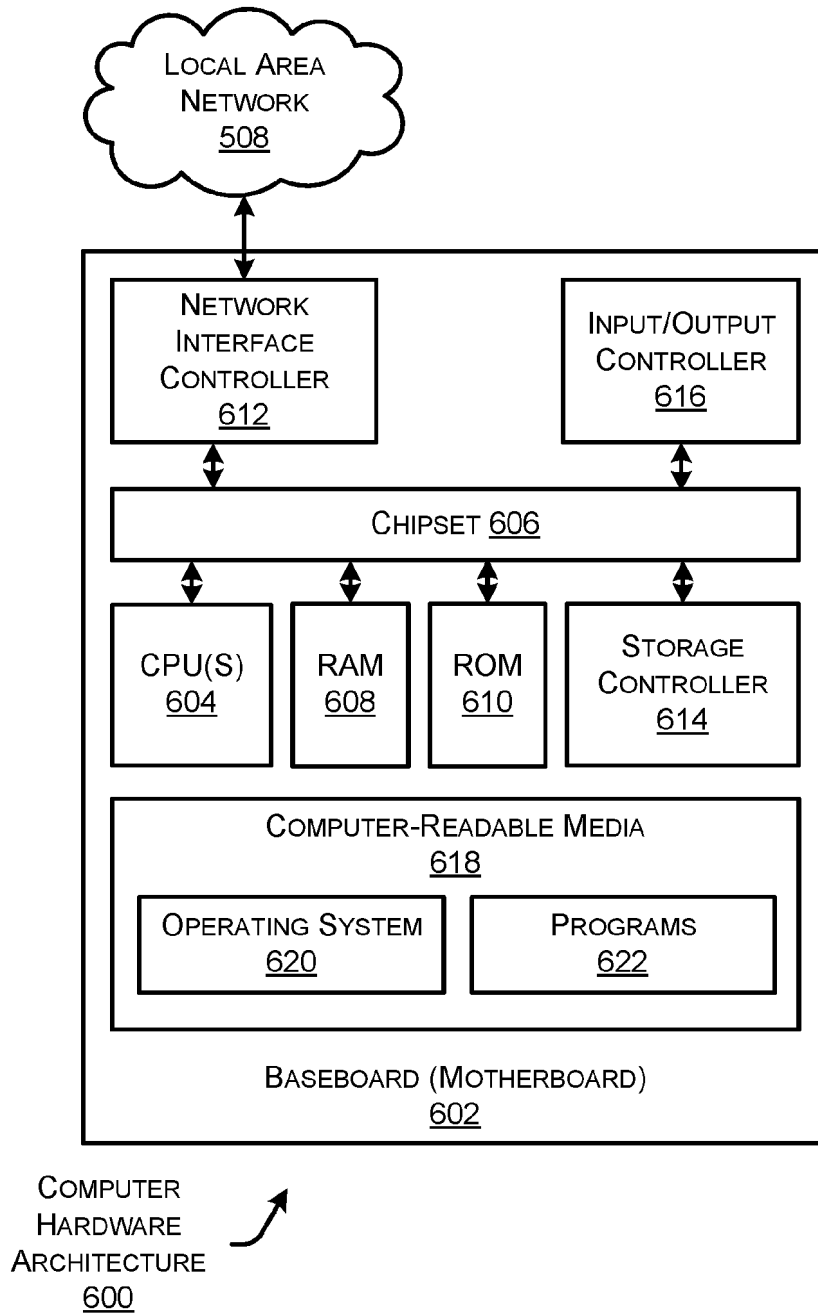 LOCAL AREA
NETWORK
508
NETWORK
INTERFACE
CONTROLLER
612
INPUT/OUTPUT
CONTROLLER
616
CHIPSET 606
CPU(S)
604
RAM
608
ROM
610
STORAGE
CONTROLLER
614
COMPUTER-READABLE MEDIA
618
OPERATING SYSTEM
620
PROGRAMS
622
BASEBOARD (MOTHERBOARD)
602
COMPUTER
HARDWARE
ARCHITECTURE
600